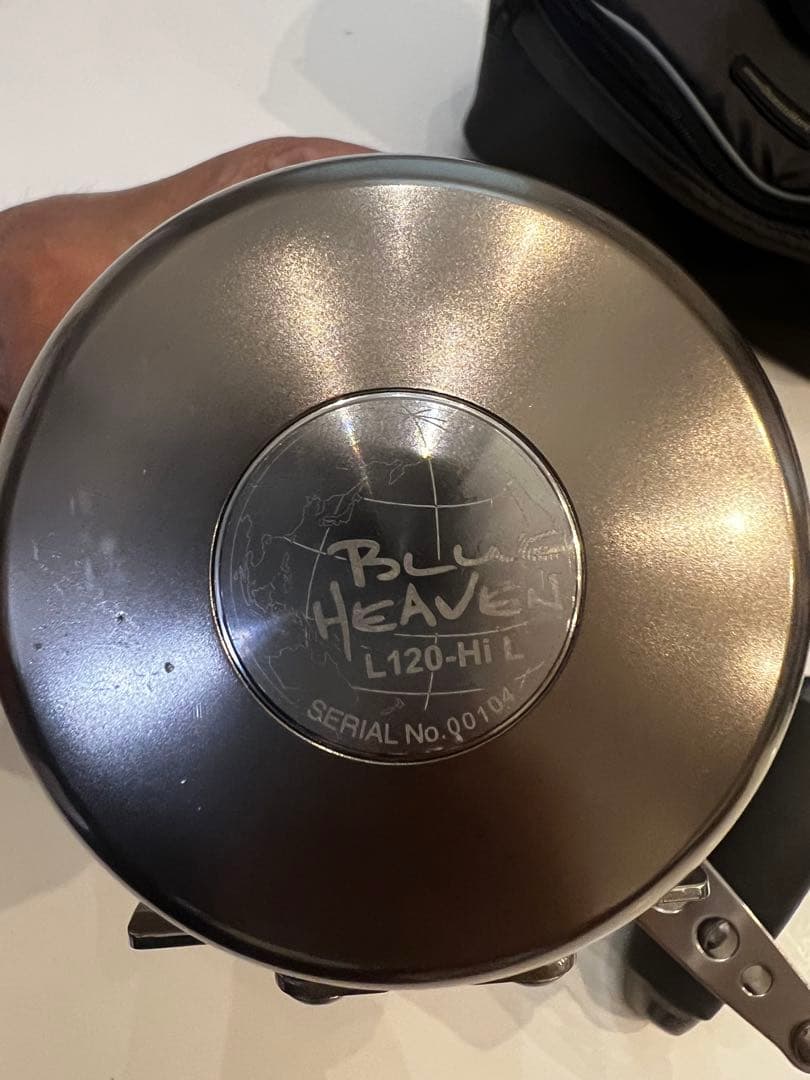 BLUE
HEAVEN
L120-Hi L
SERIAL No.00104